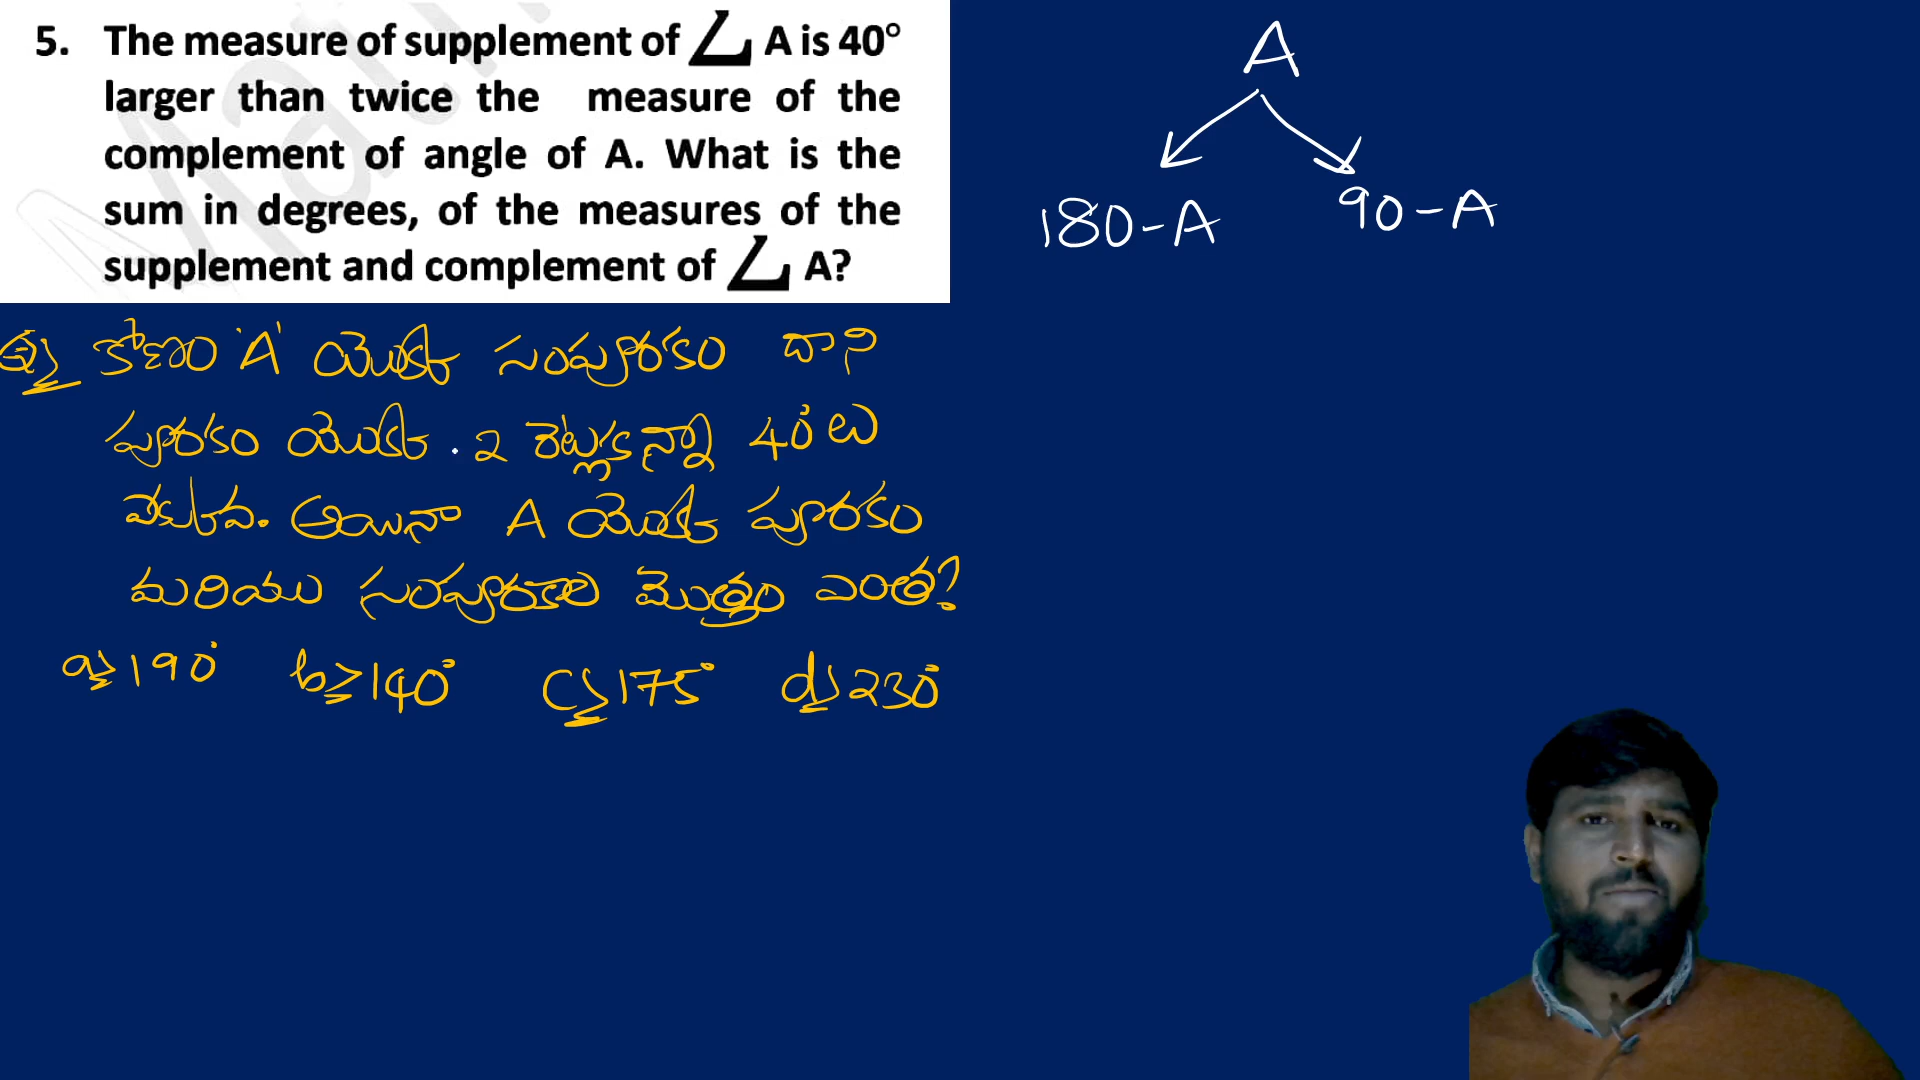 5. The measure of supplement of ∠ A is 40°
larger than twice the measure of the
complement of angle of A. What is the
sum in degrees, of the measures of the
supplement and complement of ∠ A?
A
180-A
90-A
కోణం 'A' యొక్క సంపూరకం దాని
పూరకం యొక్క 2 రెట్లకన్నా 40° లు
ఎక్కువ. అయినా A యొక్క పూరకం
మరియు సంపూరకాల మొత్తం ఎంత?
a) 190° b) 140° c) 175° d) 230°